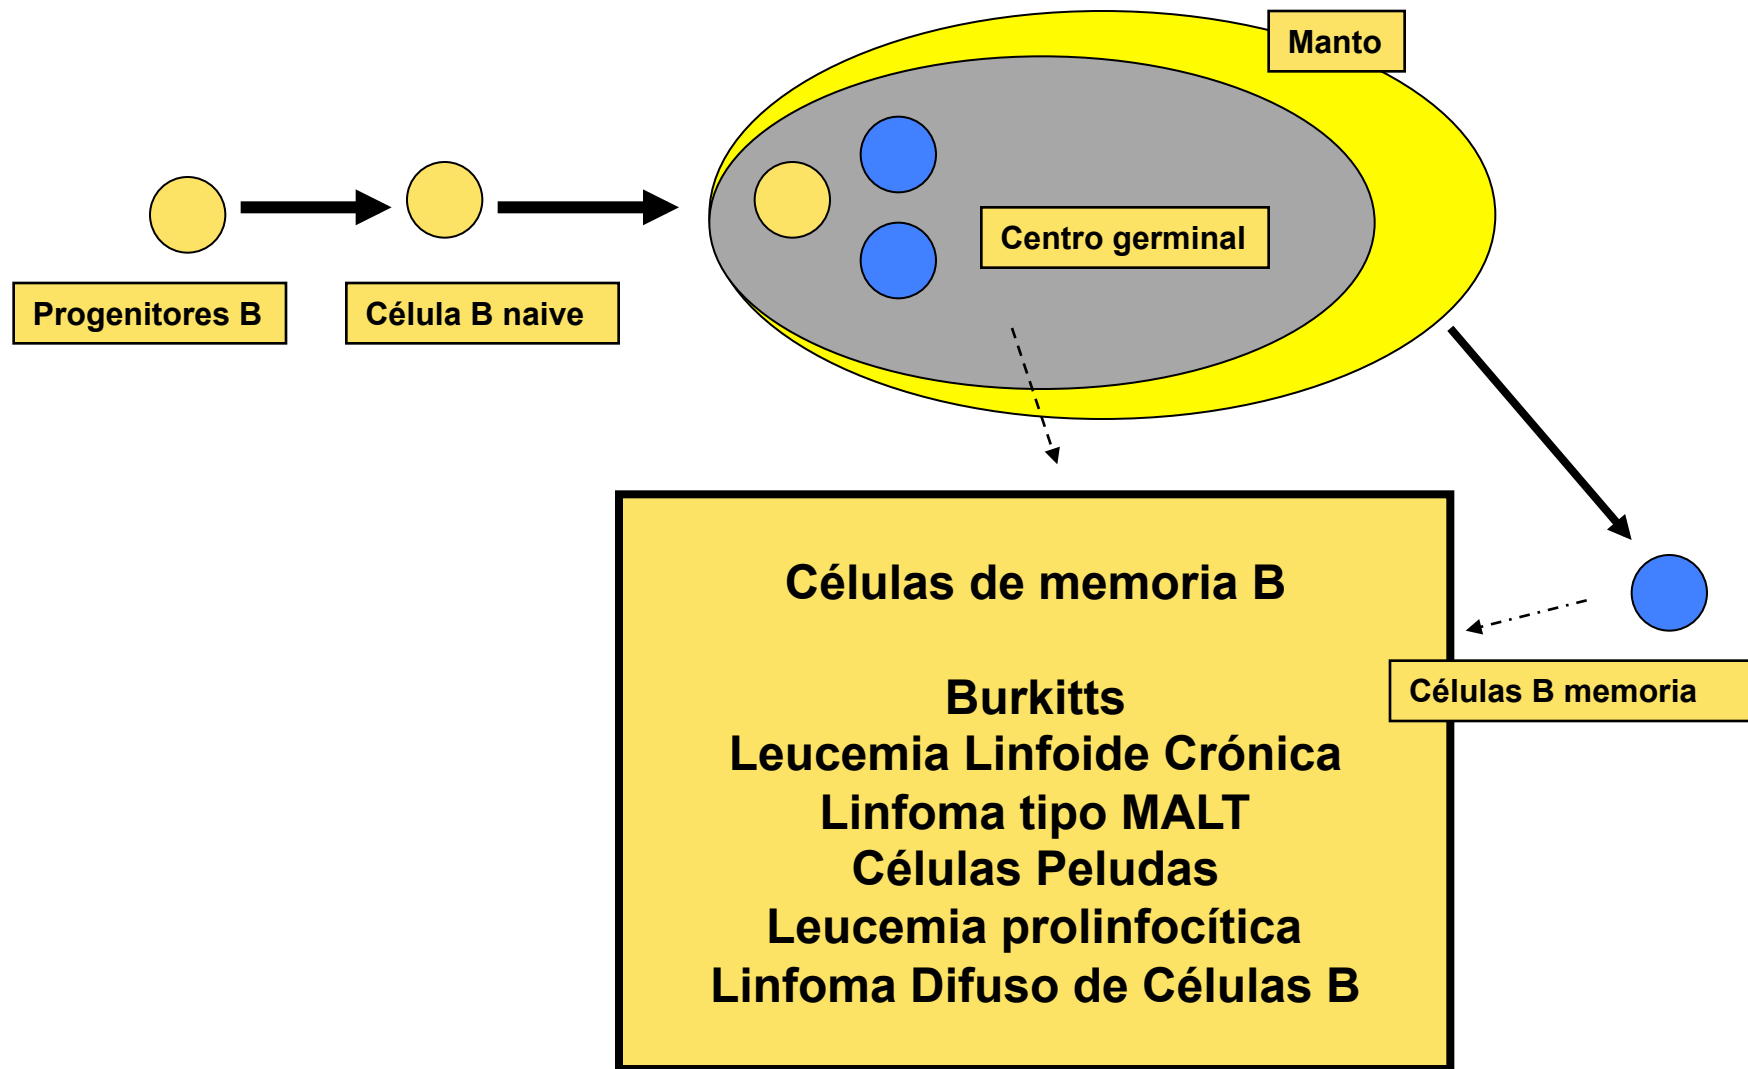 Manto
Centro germinal
Progenitores B
Célula B naive
Células de memoria B
Burkitts
Leucemia Linfoide Crónica
Linfoma tipo MALT
Células Peludas
Leucemia prolinfocítica
Linfoma Difuso de Células B
Células B memoria